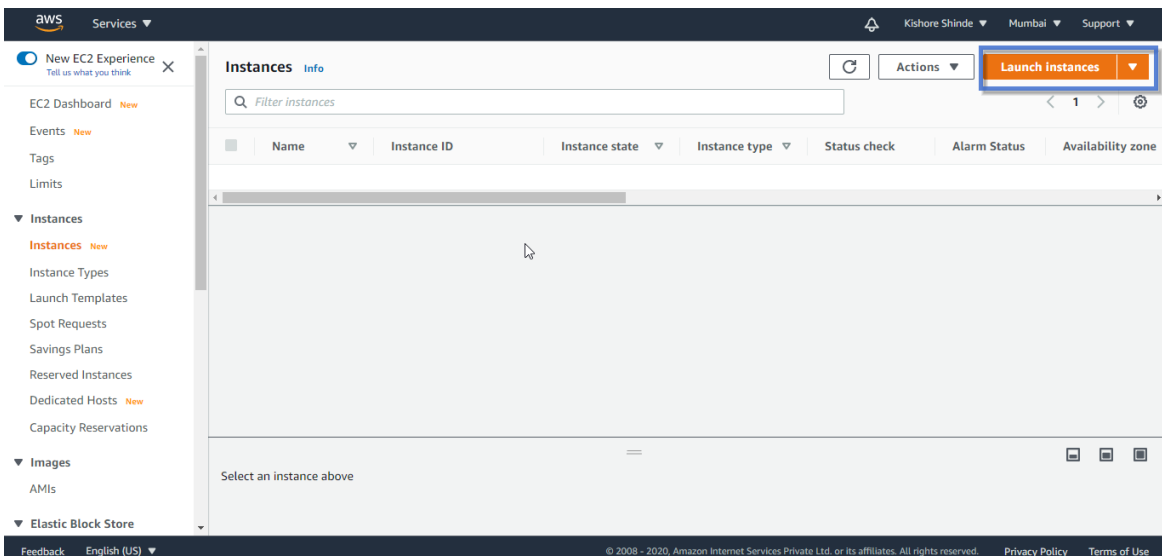 aws Services Kishore Shinde Mumbai Support
New EC2 Experience
Tell us what you think
EC2 Dashboard New
Events New
Tags
Limits
Instances
Instances New
Instance Types
Launch Templates
Spot Requests
Savings Plans
Reserved Instances
Dedicated Hosts New
Capacity Reservations
Images
AMIs
Elastic Block Store
Instances Info
Actions
Launch instances
Filter instances
1
Name Instance ID Instance state Instance type Status check Alarm Status Availability zone
Select an instance above
Feedback English (US) © 2008 - 2020, Amazon Internet Services Private Ltd. or its affiliates. All rights reserved. Privacy Policy Terms of Use